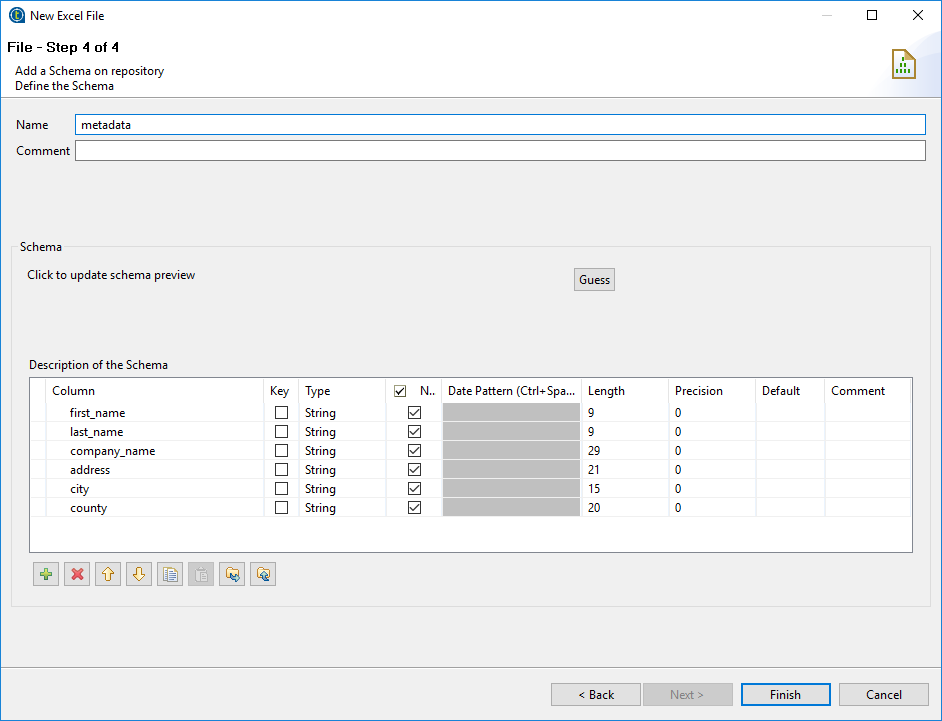 New Excel File
File - Step 4 of 4
Add a Schema on repository
Define the Schema
Name metadata
Comment
Schema
Click to update schema preview Guess
Description of the Schema
Column Key Type N.. Date Pattern (Ctrl+Spa... Length Precision Default Comment
first_name String 9 0
last_name String 9 0
company_name String 29 0
address String 21 0
city String 15 0
county String 20 0
< Back Next > Finish Cancel